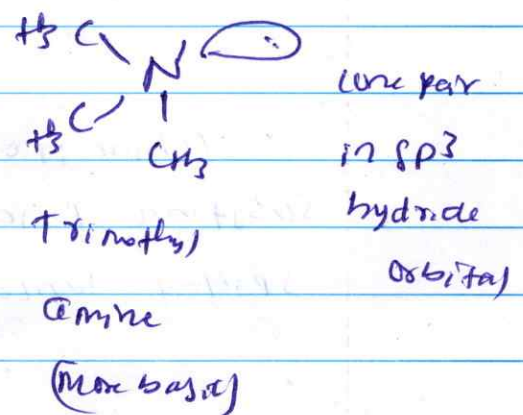 H3C
N
H3C
CH3
lone pair
in sp3
hydride
orbital
Trimethyl
amine
(more basic)